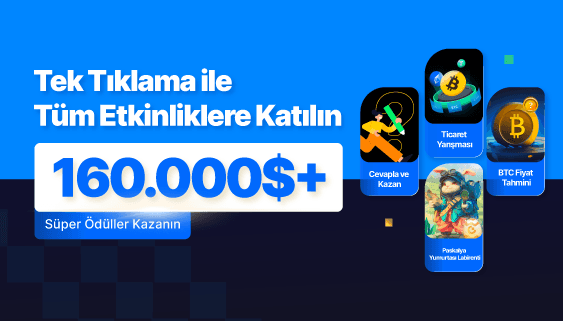 Tek Tıklama ile
Tüm Etkinliklere Katılın
160.000$+
Süper Ödüller Kazanın
Cevapla ve
Kazan
Ticaret
Yarışması
BTC Fiyat
Tahmini
Paskalya
Yumurtası Labirenti